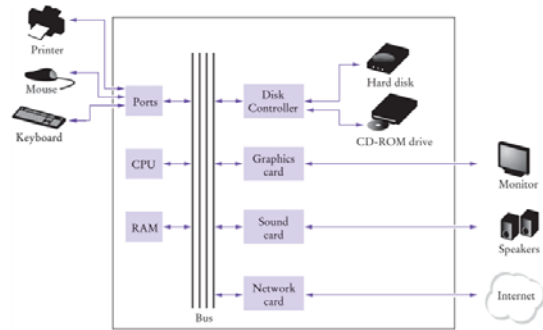 Printer
Mouse
Keyboard
Ports
CPU
RAM
Bus
Disk
Controller
Graphics
card
Sound
card
Network
card
Hard disk
CD-ROM drive
Monitor
Speakers
Internet